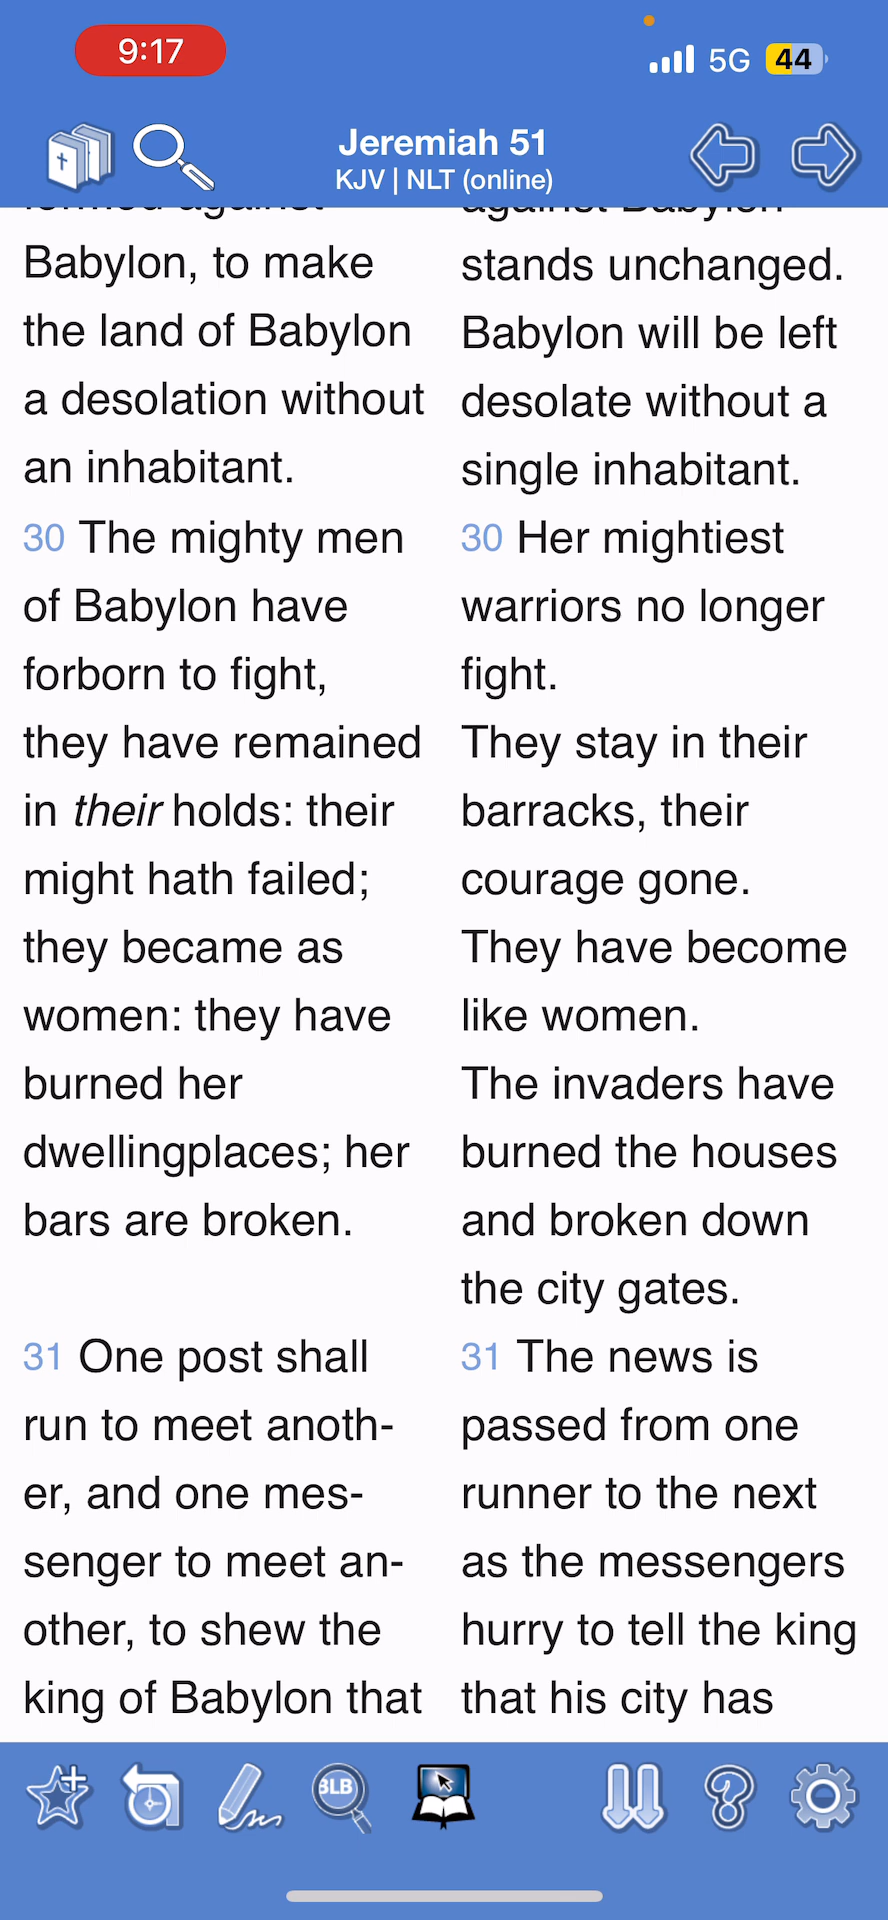 9:17
5G
44
Jeremiah 51
KJV | NLT (online)
formed against
Babylon, to make
the land of Babylon
a desolation without
an inhabitant.
30 The mighty men
of Babylon have
forborn to fight,
they have remained
in their holds: their
might hath failed;
they became as
women: they have
burned her
dwellingplaces; her
bars are broken.
31 One post shall
run to meet anoth-
er, and one mes-
senger to meet an-
other, to shew the
king of Babylon that
against Babylon
stands unchanged.
Babylon will be left
desolate without a
single inhabitant.
30 Her mightiest
warriors no longer
fight.
They stay in their
barracks, their
courage gone.
They have become
like women.
The invaders have
burned the houses
and broken down
the city gates.
31 The news is
passed from one
runner to the next
as the messengers
hurry to tell the king
that his city has
BLB